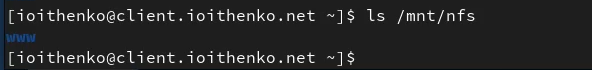 [ioithenko@client.ioithenko.net ~]$ ls /mnt/nfs
www
[ioithenko@client.ioithenko.net ~]$